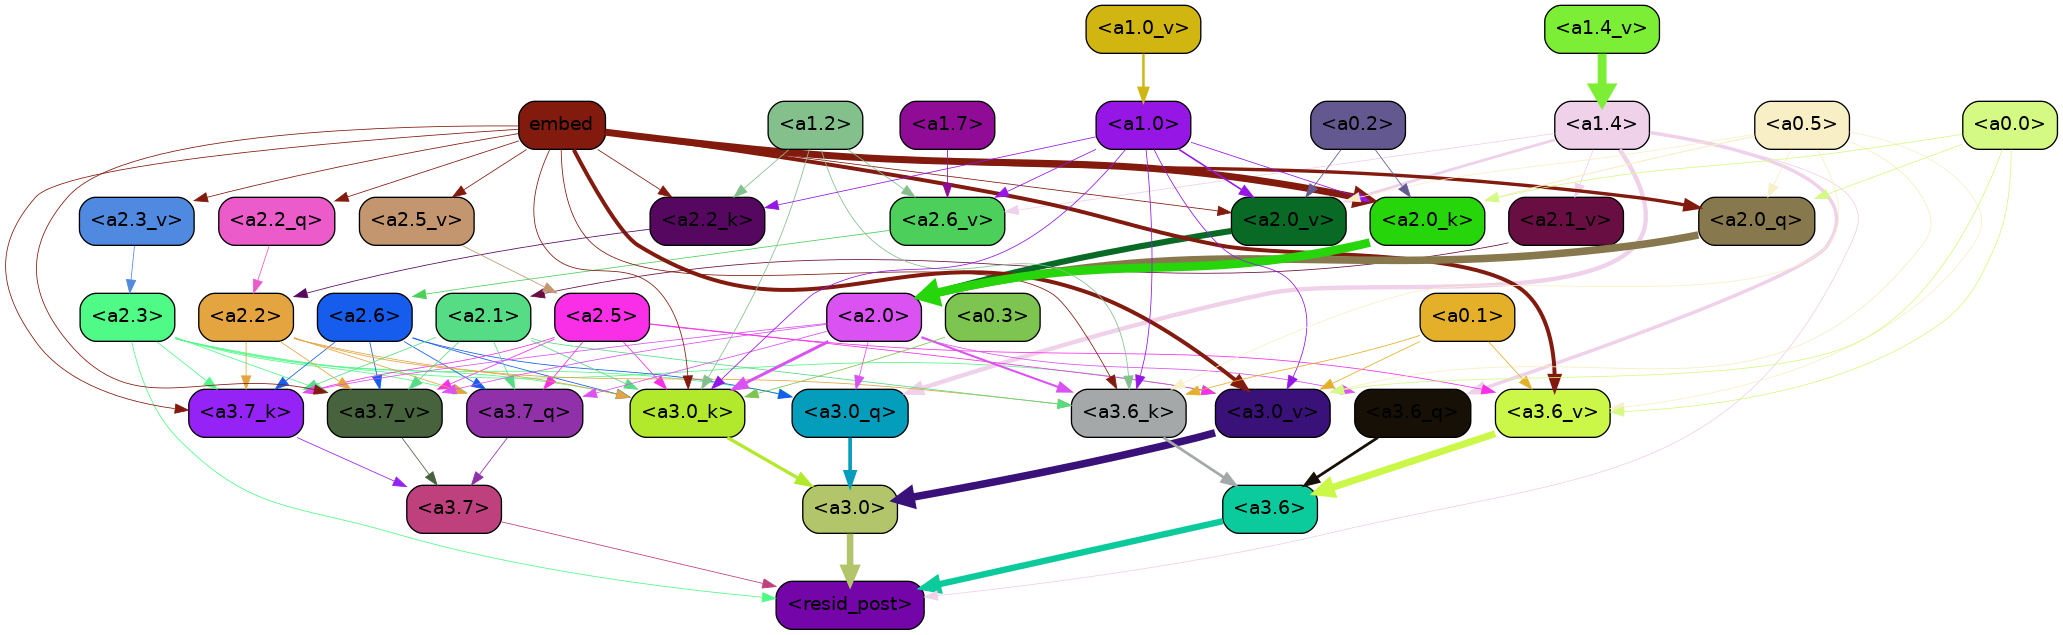 <a1.0_v> <a1.4_v>
embed <a1.2> <a1.7> <a1.0> <a0.2> <a1.4> <a0.5> <a0.0>
<a2.3_v> <a2.2_q> <a2.5_v> <a2.2_k> <a2.6_v> <a2.0_v> <a2.0_k> <a2.1_v> <a2.0_q>
<a2.3> <a2.2> <a2.6> <a2.1> <a2.5> <a2.0> <a0.3> <a0.1>
<a3.7_k> <a3.7_v> <a3.7_q> <a3.0_k> <a3.0_q> <a3.6_k> <a3.0_v> <a3.6_q> <a3.6_v>
<a3.7> <a3.0> <a3.6>
<resid_post>